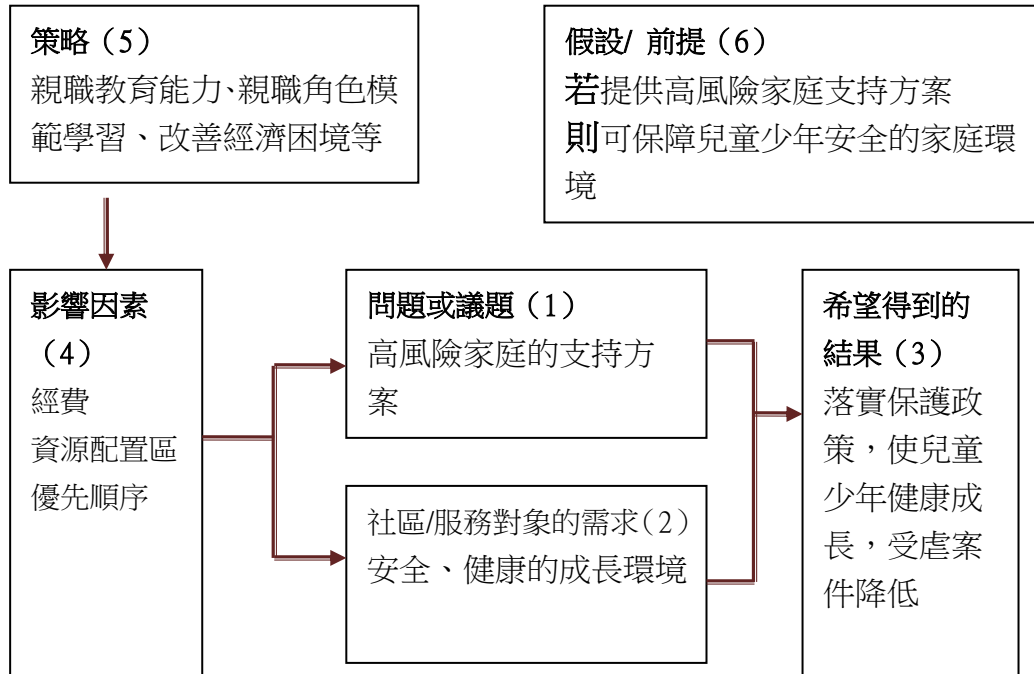 策略（5）
親職教育能力、親職角色模
範學習、改善經濟困境等
假設/ 前提（6）
若提供高風險家庭支持方案
則可保障兒童少年安全的家庭環
境
影響因素
（4）
經費
資源配置區
優先順序
問題或議題（1）
高風險家庭的支持方
案
社區/服務對象的需求(2)
安全、健康的成長環境
希望得到的
結果（3）
落實保護政
策，使兒童
少年健康成
長，受虐案
件降低